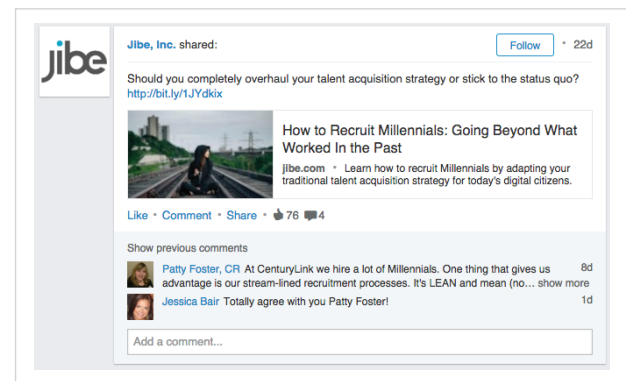 jibe
Jibe, Inc. shared:
Follow • 22d
Should you completely overhaul your talent acquisition strategy or stick to the status quo?
http://bit.ly/1JYdkix
How to Recruit Millennials: Going Beyond What
Worked In the Past
jibe.com • Learn how to recruit Millennials by adapting your
traditional talent acquisition strategy for today's digital citizens.
Like • Comment • Share • 76 4
Show previous comments
Patty Foster, CR At CenturyLink we hire a lot of Millennials. One thing that gives us 8d
advantage is our stream-lined recruitment processes. It's LEAN and mean (no... show more
Jessica Bair Totally agree with you Patty Foster! 1d
Add a comment...